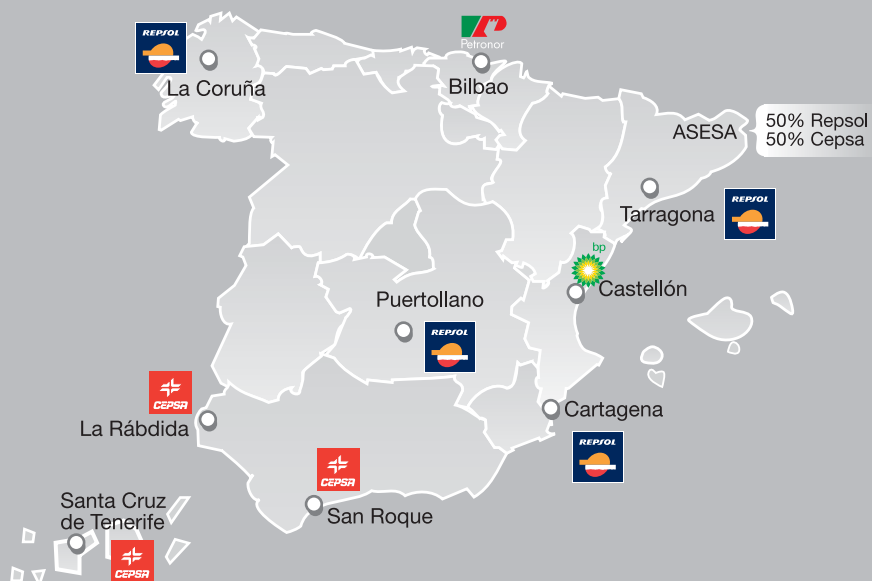 REPSOL
La Coruña
Petronor
Bilbao
ASESA
50% Repsol
50% Cepsa
Tarragona
REPSOL
bp
Castellón
Puertollano
REPSOL
CEPSA
La Rábdida
Cartagena
REPSOL
CEPSA
San Roque
Santa Cruz
de Tenerife
CEPSA